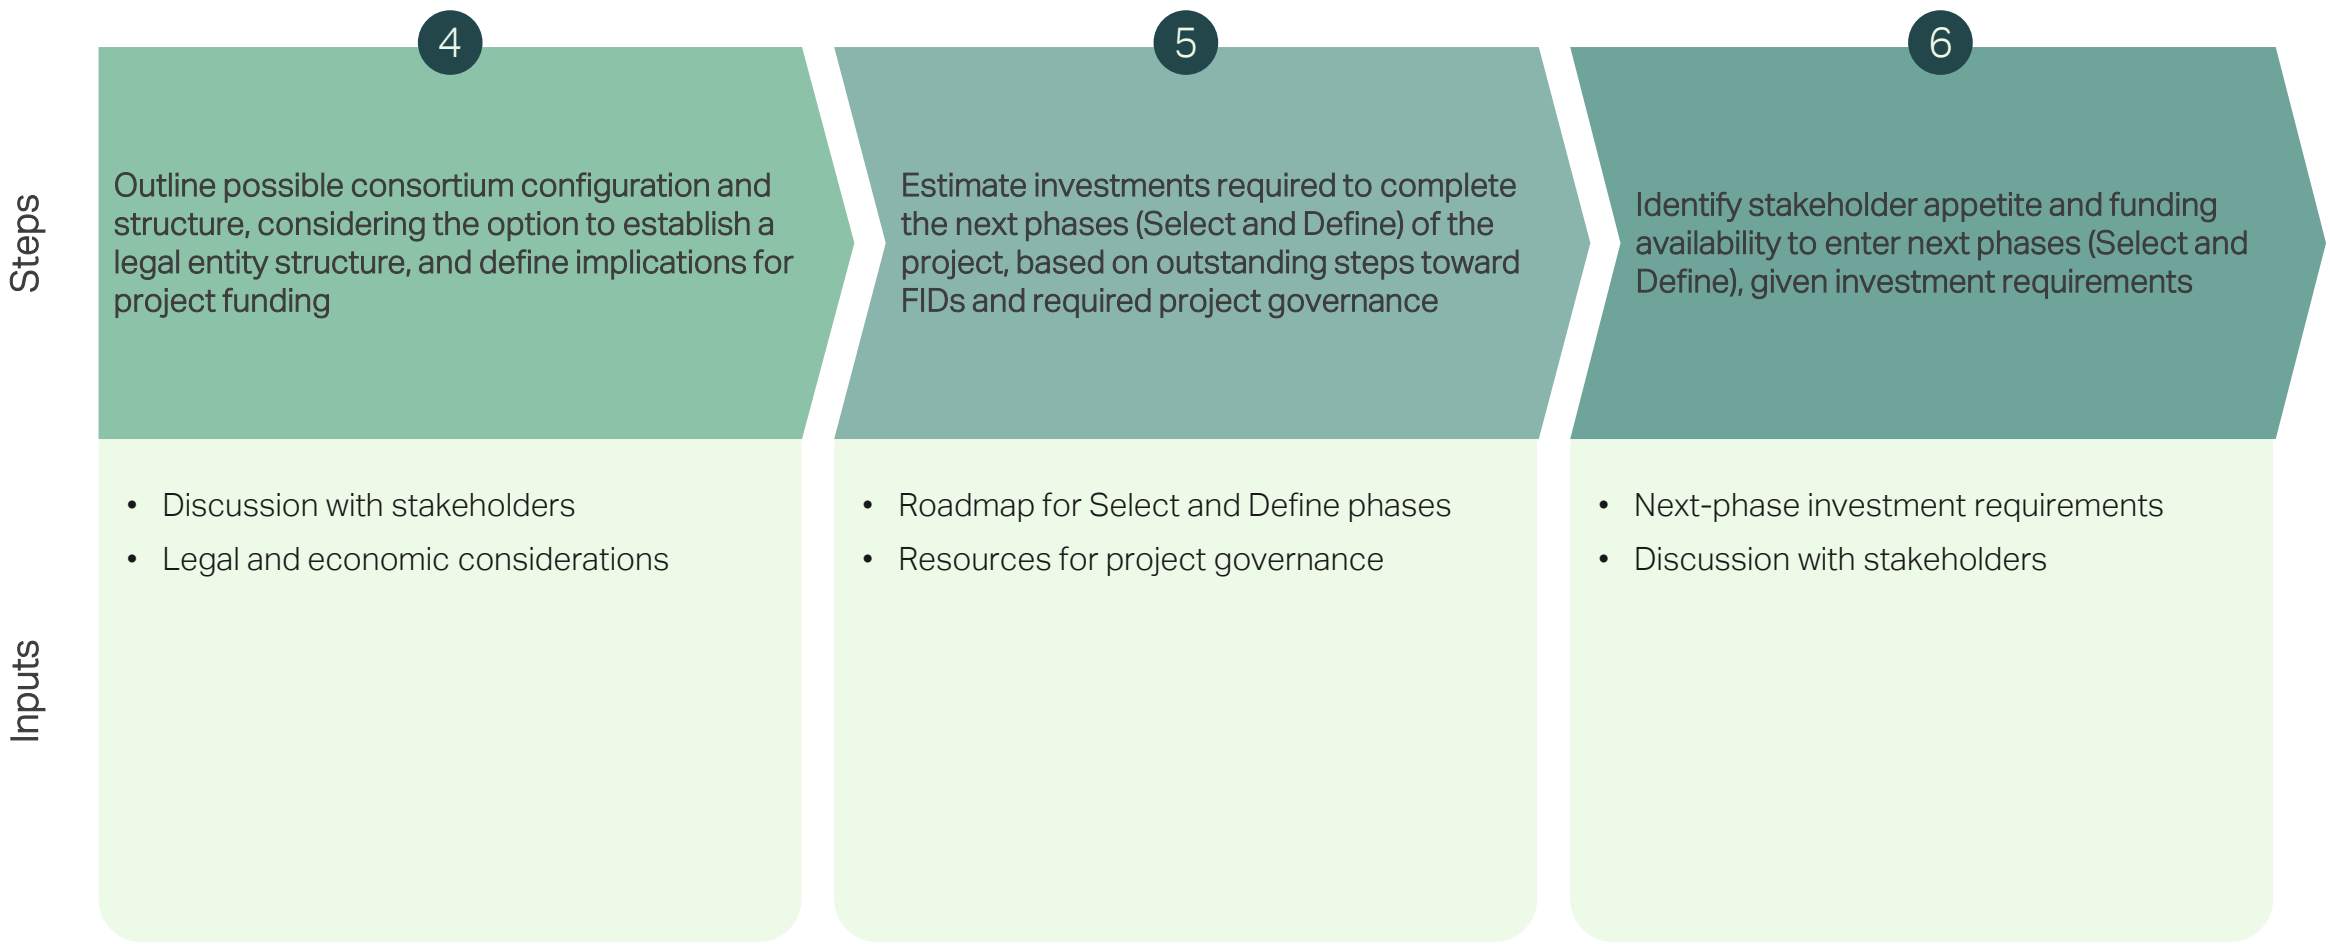 4
5
6
Steps
Outline possible consortium configuration and
structure, considering the option to establish a
legal entity structure, and define implications for
project funding
Estimate investments required to complete
the next phases (Select and Define) of the
project, based on outstanding steps toward
FIDs and required project governance
Identify stakeholder appetite and funding
availability to enter next phases (Select and
Define), given investment requirements
Inputs
• Discussion with stakeholders
• Legal and economic considerations
• Roadmap for Select and Define phases
• Resources for project governance
• Next-phase investment requirements
• Discussion with stakeholders